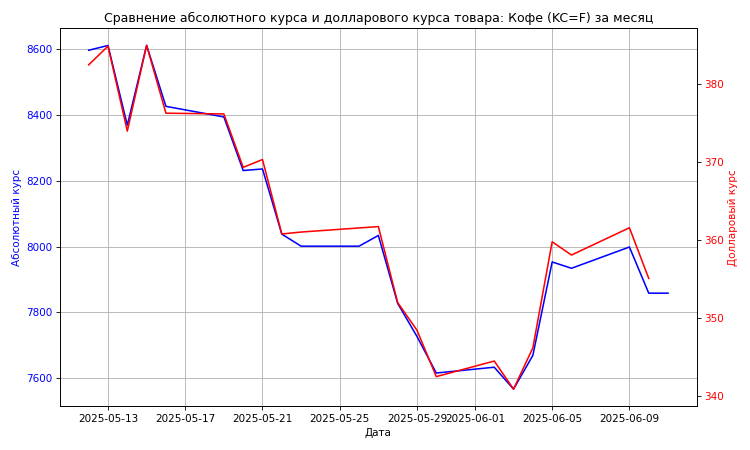 Сравнение абсолютного курса и долларового курса товара: Кофе (KC=F) за месяц
8600
8400
8200
8000
7800
7600
Абсолютный курс
380
370
360
350
340
Долларовый курс
2025-05-13 2025-05-17 2025-05-21 2025-05-25 2025-05-29 2025-06-01 2025-06-05 2025-06-09
Дата